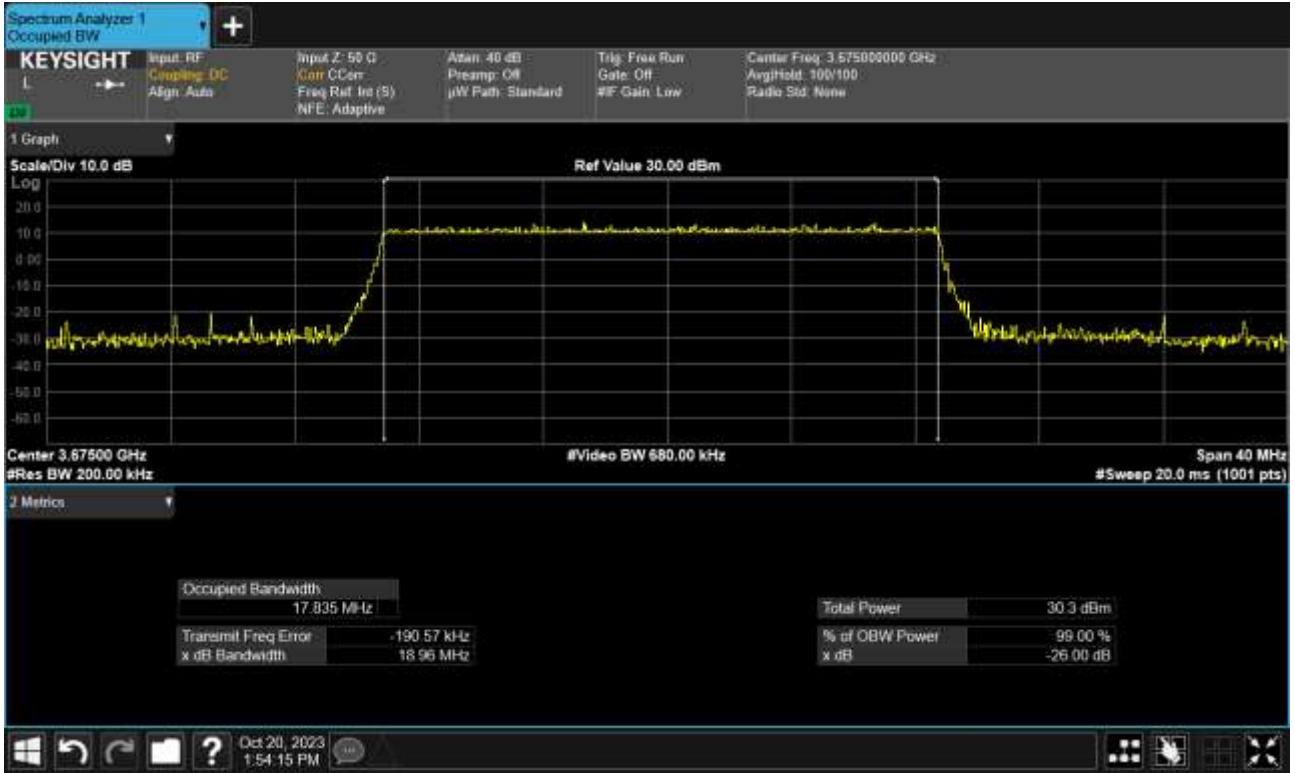 Spectrum Analyzer 1
Occupied BW
KEYSIGHT
L
Input: RF
Coupling: DC
Align: Auto
Input Z: 50 Ω
Corr CCorr
Freq Ref: Int (S)
NFE: Adaptive
Atten: 40 dB
Preamp: Off
µW Path: Standard
Trig: Free Run
Gate: Off
#IF Gain: Low
Center Freq: 3.675000000 GHz
Avg|Hold: 100/100
Radio Std: None
1 Graph
Scale/Div 10.0 dB
Ref Value 30.00 dBm
Log
20.0
10.0
0.00
-10.0
-20.0
-30.0
-40.0
-50.0
-60.0
Center 3.67500 GHz
#Video BW 680.00 kHz
Span 40 MHz
#Res BW 200.00 kHz
#Sweep 20.0 ms (1001 pts)
2 Metrics
Occupied Bandwidth
17.835 MHz
Total Power 30.3 dBm
Transmit Freq Error -190.57 kHz
% of OBW Power 99.00 %
x dB Bandwidth 18.96 MHz
x dB -26.00 dB
?
Oct 20, 2023
1:54:15 PM